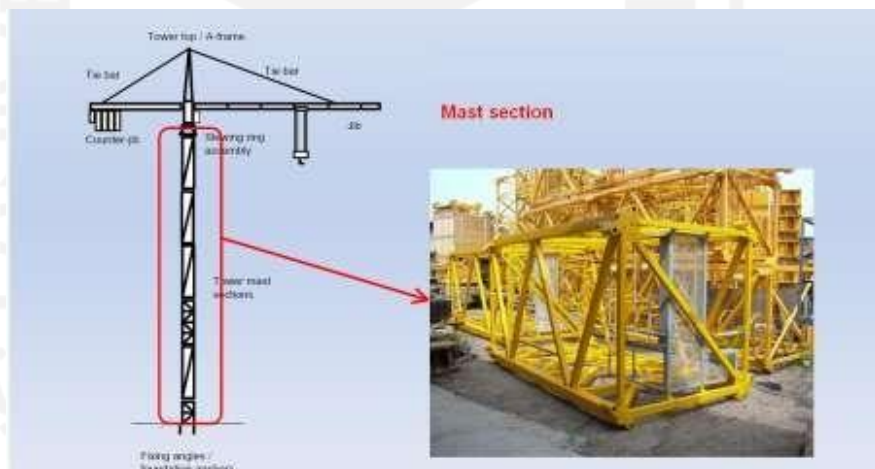 Tower top / A-frame
Tie bar
Tie bar
Mast section
Counter-jib
Slewing ring
assembly
Jib
Tower mast
sections
Fixing angles /